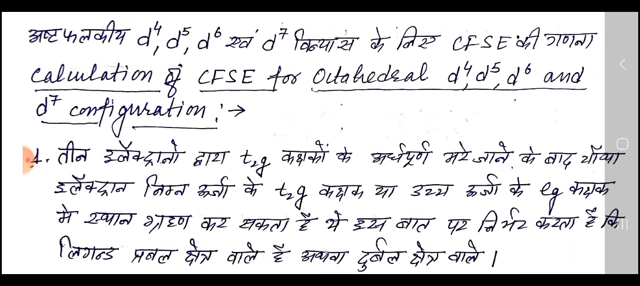 अष्टफलकीय d⁴, d⁵, d⁶ एवं d⁷ विन्यास के लिए CFSE की गणना
Calculation of CFSE for Octahedral d⁴, d⁵, d⁶ and
d⁷ configuration :→
1. तीन इलैक्ट्रानो द्वारा t₂g कक्षकों के अर्धपूर्ण भरे जाने के बाद चौथा
इलैक्ट्रान निम्न ऊर्जा के t₂g कक्षक या उच्च ऊर्जा के eg कक्षक
मे स्थान ग्रहण कर सकता है ये इस बात पर निर्भर करता है कि
लिगन्ड प्रबल क्षेत्र वाले है अथवा दुर्बल क्षेत्र वाले ।